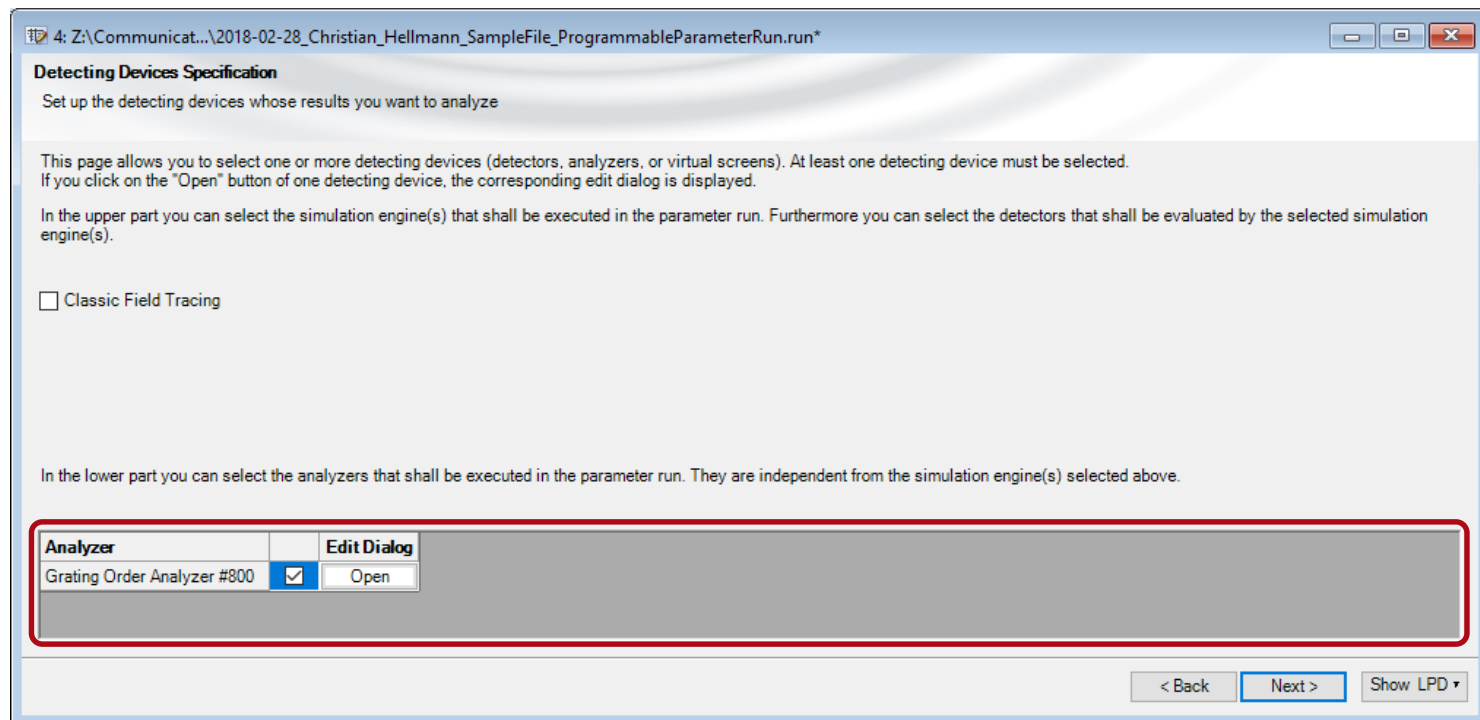 4: Z:\Communicat...\2018-02-28_Christian_Hellmann_SampleFile_ProgrammableParameterRun.run*
Detecting Devices Specification
Set up the detecting devices whose results you want to analyze
This page allows you to select one or more detecting devices (detectors, analyzers, or virtual screens). At least one detecting device must be selected.
If you click on the "Open" button of one detecting device, the corresponding edit dialog is displayed.
In the upper part you can select the simulation engine(s) that shall be executed in the parameter run. Furthermore you can select the detectors that shall be evaluated by the selected simulation
engine(s).
Classic Field Tracing
In the lower part you can select the analyzers that shall be executed in the parameter run. They are independent from the simulation engine(s) selected above.
Analyzer Edit Dialog
Grating Order Analyzer #800 Open
< Back Next > Show LPD